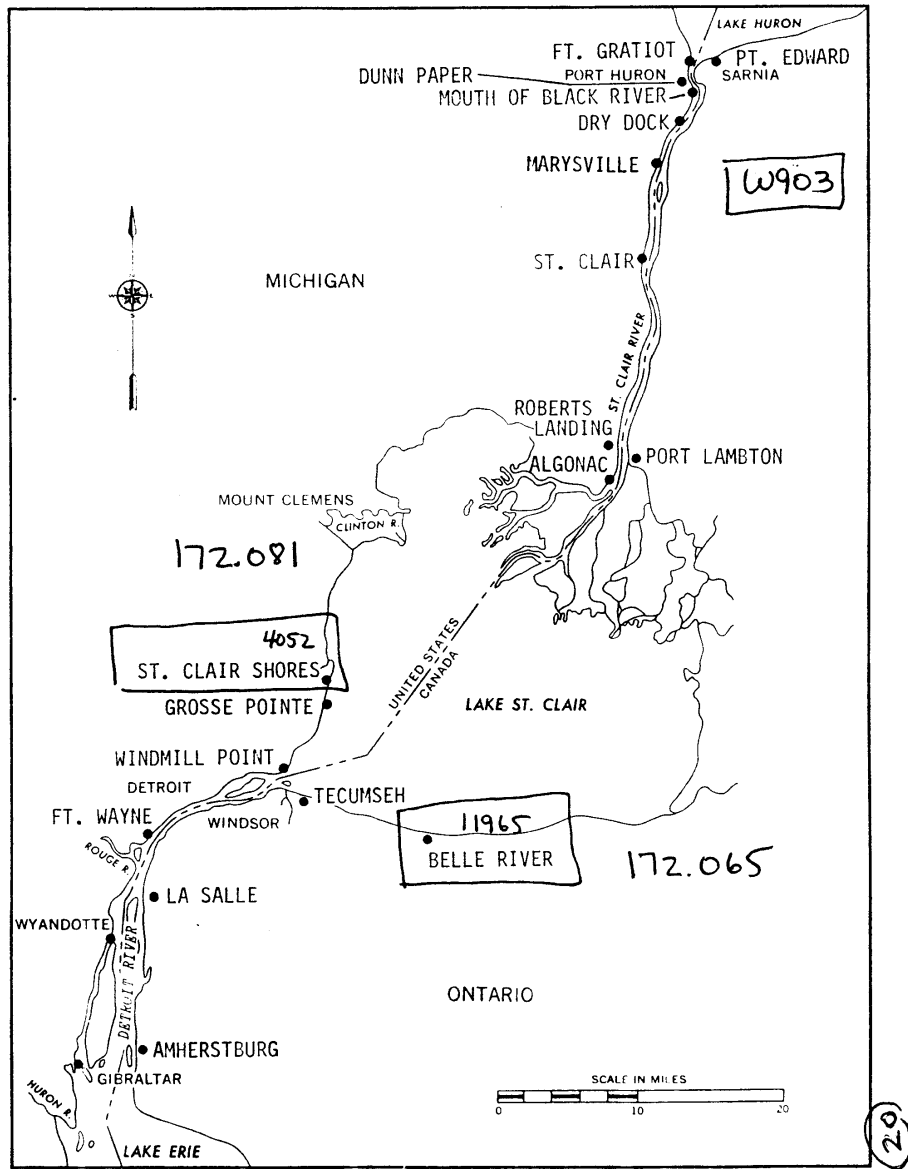 LAKE HURON
FT. GRATIOT
PT. EDWARD
DUNN PAPER
PORT HURON
SARNIA
MOUTH OF BLACK RIVER
DRY DOCK
MARYSVILLE
W903
ST. CLAIR
MICHIGAN
N
W E
S
ST. CLAIR RIVER
ROBERTS
LANDING
ALGONAC
PORT LAMBTON
MOUNT CLEMENS
CLINTON R.
172.081
4052
ST. CLAIR SHORES
GROSSE POINTE
UNITED STATES
CANADA
LAKE ST. CLAIR
WINDMILL POINT
DETROIT
TECUMSEH
FT. WAYNE
WINDSOR
11965
BELLE RIVER
172.065
ROUGE R.
LA SALLE
WYANDOTTE
DETROIT RIVER
ONTARIO
AMHERSTBURG
GIBRALTAR
HURON R.
SCALE IN MILES
0 10 20
LAKE ERIE
20